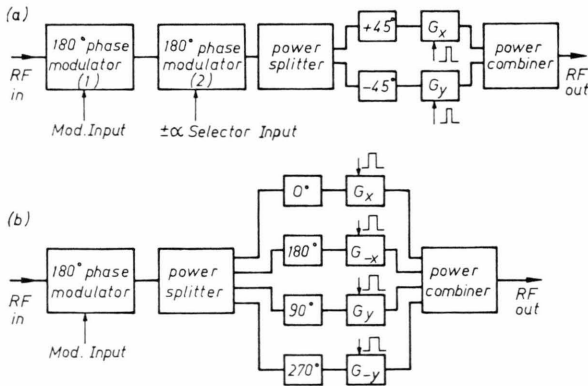 (a)
180° phase modulator (1)
180° phase modulator (2)
power splitter
+45°
Gx
-45°
Gy
power combiner
RF in
RF out
Mod. Input
±α Selector Input
(b)
180° phase modulator
power splitter
0°
Gx
180°
G-x
90°
Gy
270°
G-y
power combiner
RF in
RF out
Mod. Input